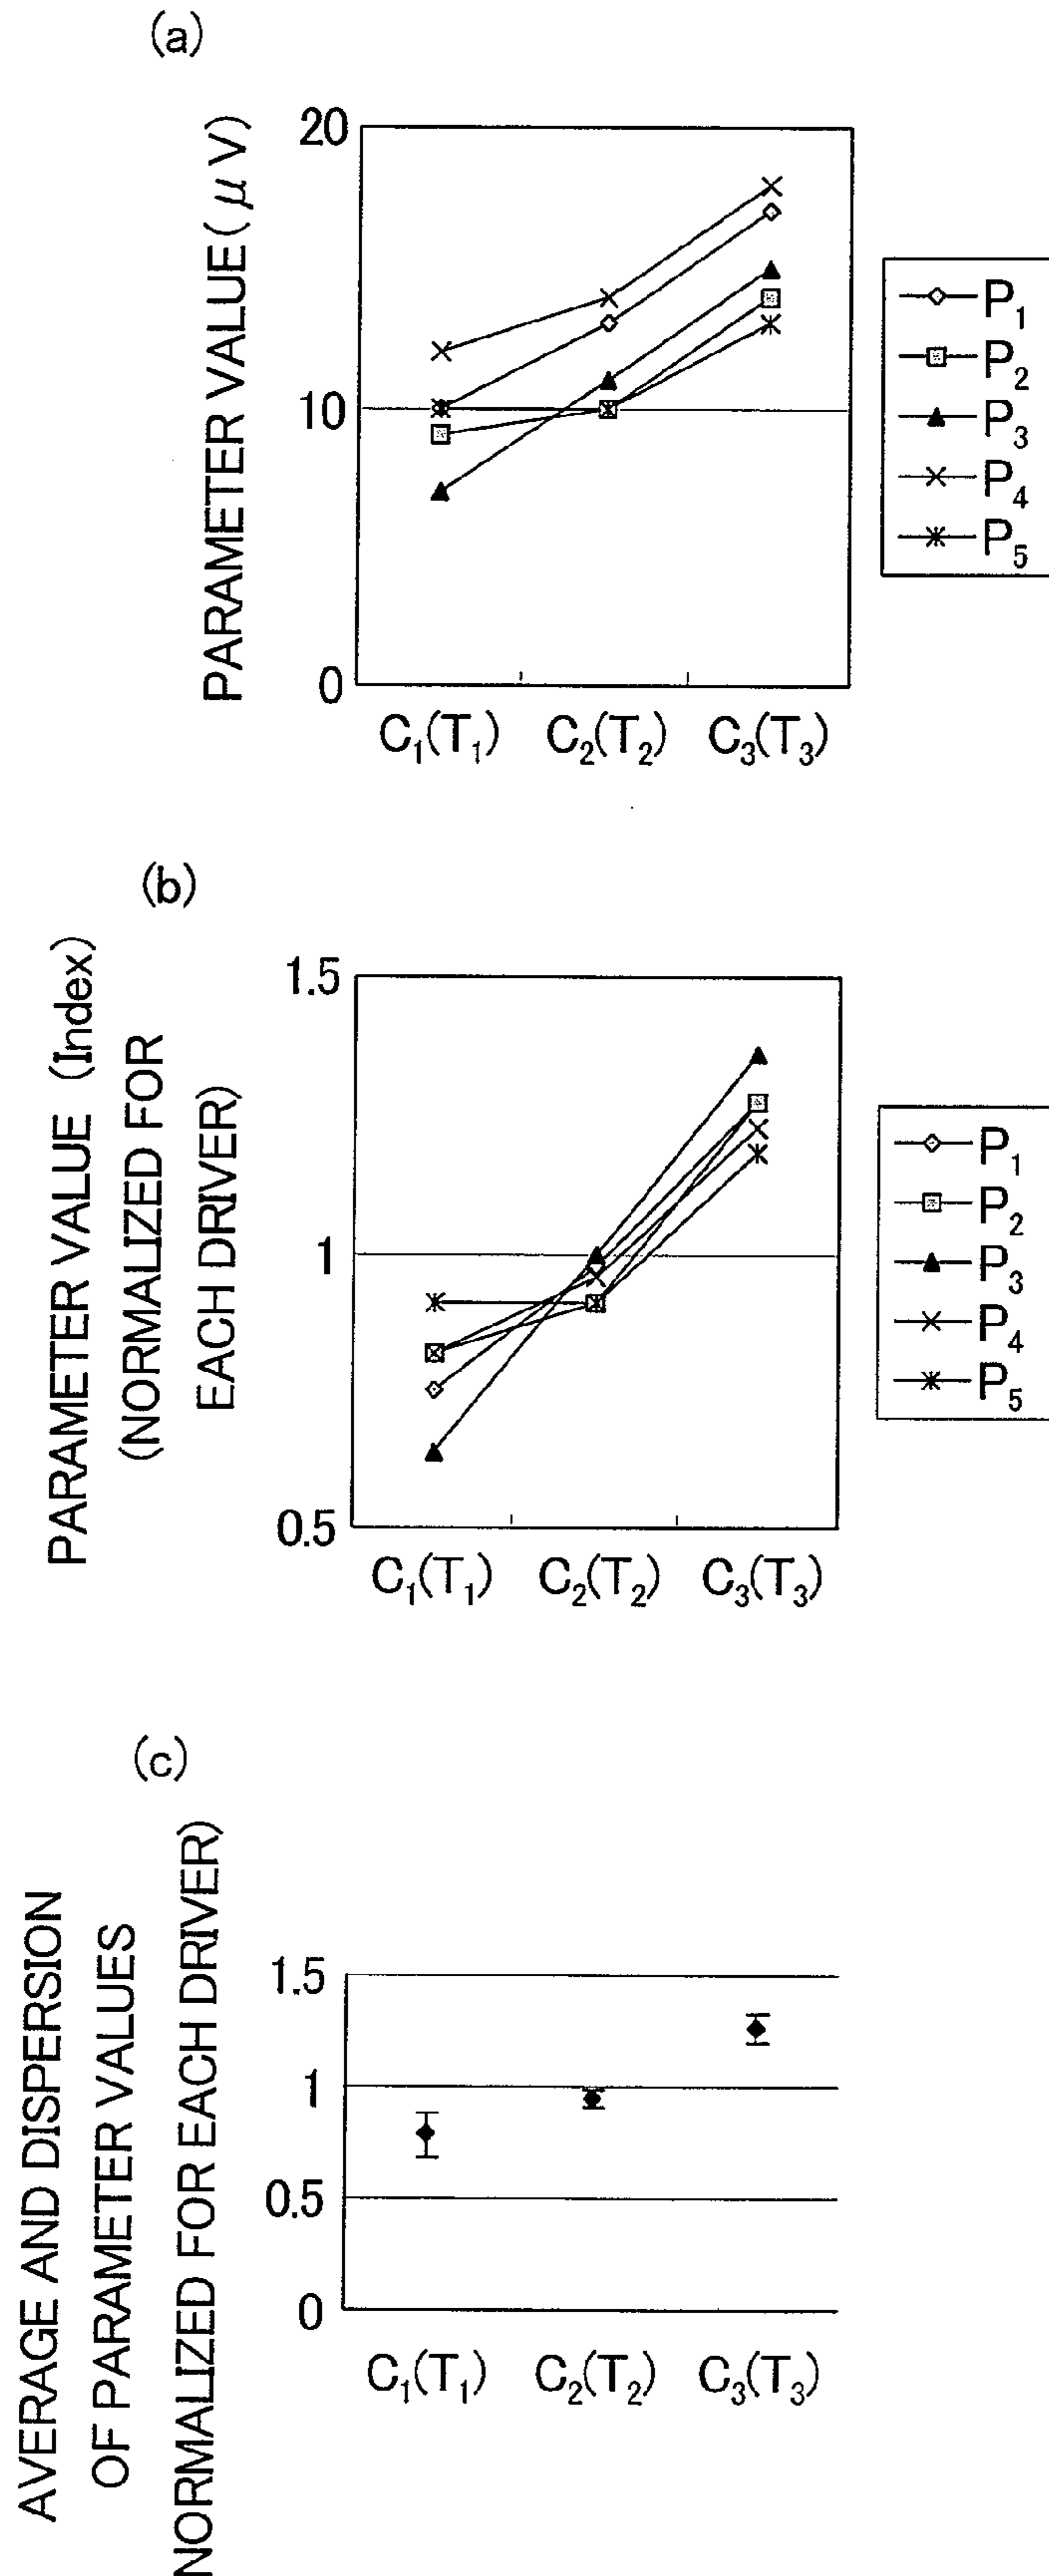 (a)
PARAMETER VALUE(μV)
20
10
0
C₁(T₁) C₂(T₂) C₃(T₃)
P₁
P₂
P₃
P₄
P₅
(b)
PARAMETER VALUE (Index)
(NORMALIZED FOR
EACH DRIVER)
1.5
1
0.5
C₁(T₁) C₂(T₂) C₃(T₃)
P₁
P₂
P₃
P₄
P₅
(c)
AVERAGE AND DISPERSION
OF PARAMETER VALUES
NORMALIZED FOR EACH DRIVER)
1.5
1
0.5
0
C₁(T₁) C₂(T₂) C₃(T₃)